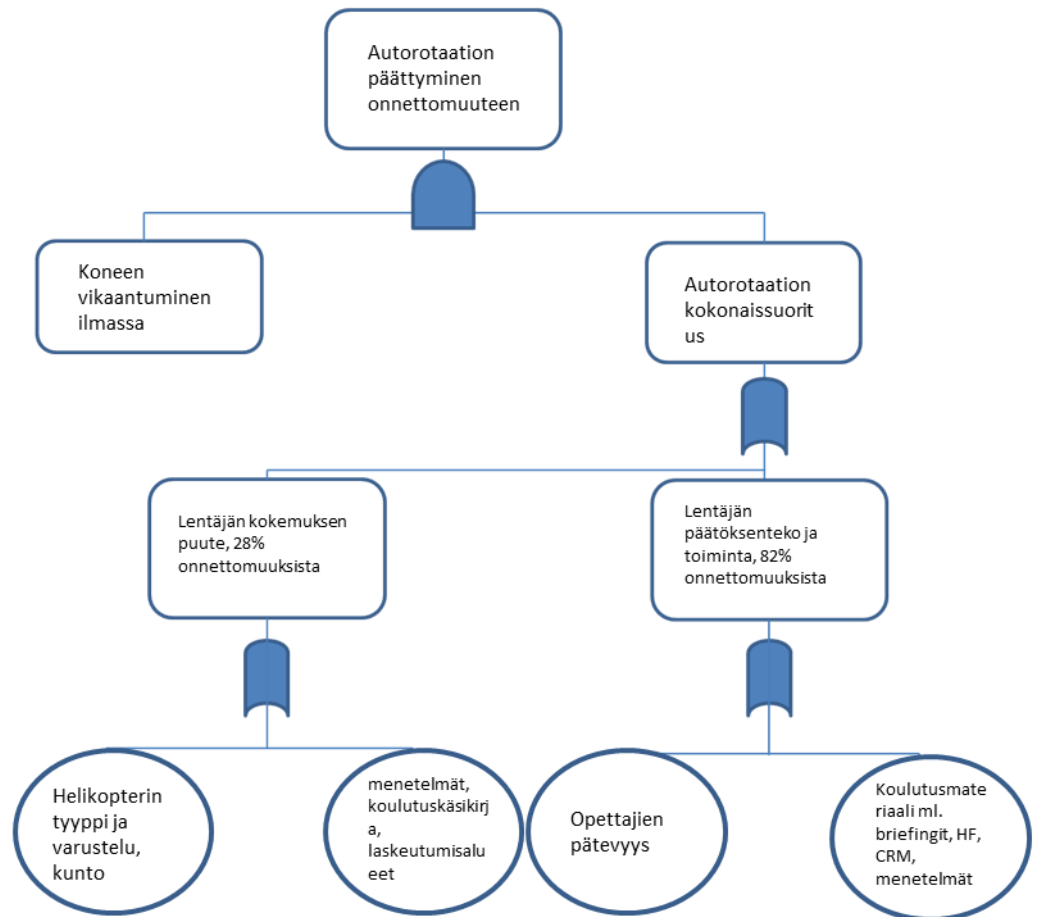 Autorotaation
päättyminen
onnettomuuteen
Koneen
vikaantuminen
ilmassa
Autorotaation
kokonaissuorit
us
Lentäjän kokemuksen
puute, 28%
onnettomuuksista
Lentäjän
päätöksenteko ja
toiminta, 82%
onnettomuuksista
Helikopterin
tyyppi ja
varustelu,
kunto
menetelmät,
koulutuskäsikirj
a,
laskeutumisalu
eet
Opettajien
pätevyys
Koulutusmate
riaali ml.
briefingit, HF,
CRM,
menetelmät